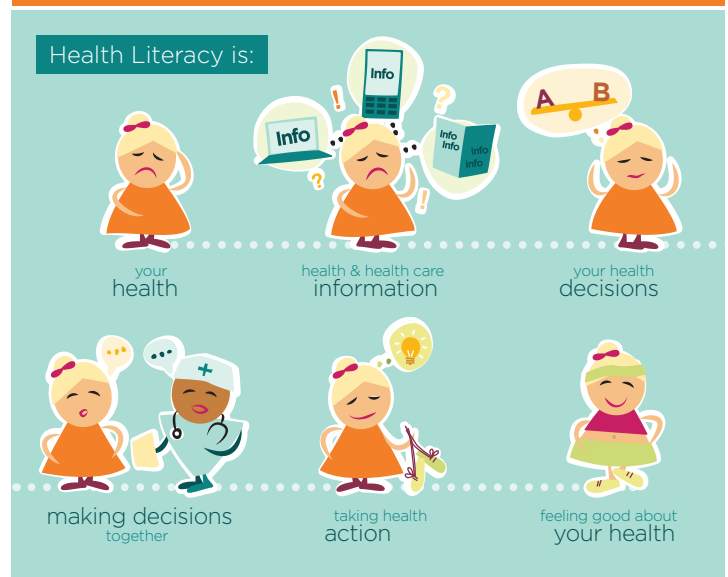 Health Literacy is:
Info
!
?
Info
Info
Info
Info
Info
?
!
A
B
your
health
health & health care
information
your health
decisions
making decisions
together
taking health
action
feeling good about
your health